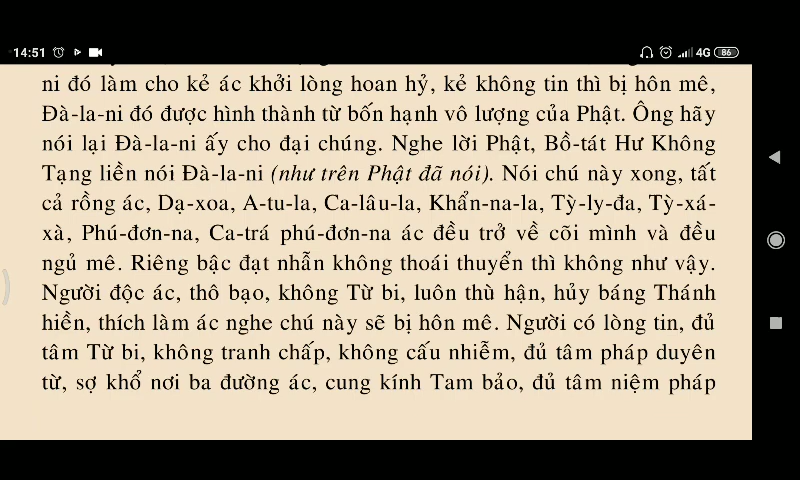 14:51 4G 86
ni đó làm cho kẻ ác khởi lòng hoan hỷ, kẻ không tin thì bị hôn mê,
Đà-la-ni đó được hình thành từ bốn hạnh vô lượng của Phật. Ông hãy
nói lại Đà-la-ni ấy cho đại chúng. Nghe lời Phật, Bồ-tát Hư Không
Tạng liền nói Đà-la-ni (như trên Phật đã nói). Nói chú này xong, tất
cả rồng ác, Dạ-xoa, A-tu-la, Ca-lâu-la, Khẩn-na-la, Tỳ-ly-đa, Tỳ-xá-
xà, Phú-đơn-na, Ca-trá phú-đơn-na ác đều trở về cõi mình và đều
ngủ mê. Riêng bậc đạt nhẫn không thoái thuyển thì không như vậy.
Người độc ác, thô bạo, không Từ bi, luôn thù hận, hủy báng Thánh
hiền, thích làm ác nghe chú này sẽ bị hôn mê. Người có lòng tin, đủ
tâm Từ bi, không tranh chấp, không cấu nhiễm, đủ tâm pháp duyên
từ, sợ khổ nơi ba đường ác, cung kính Tam bảo, đủ tâm niệm pháp